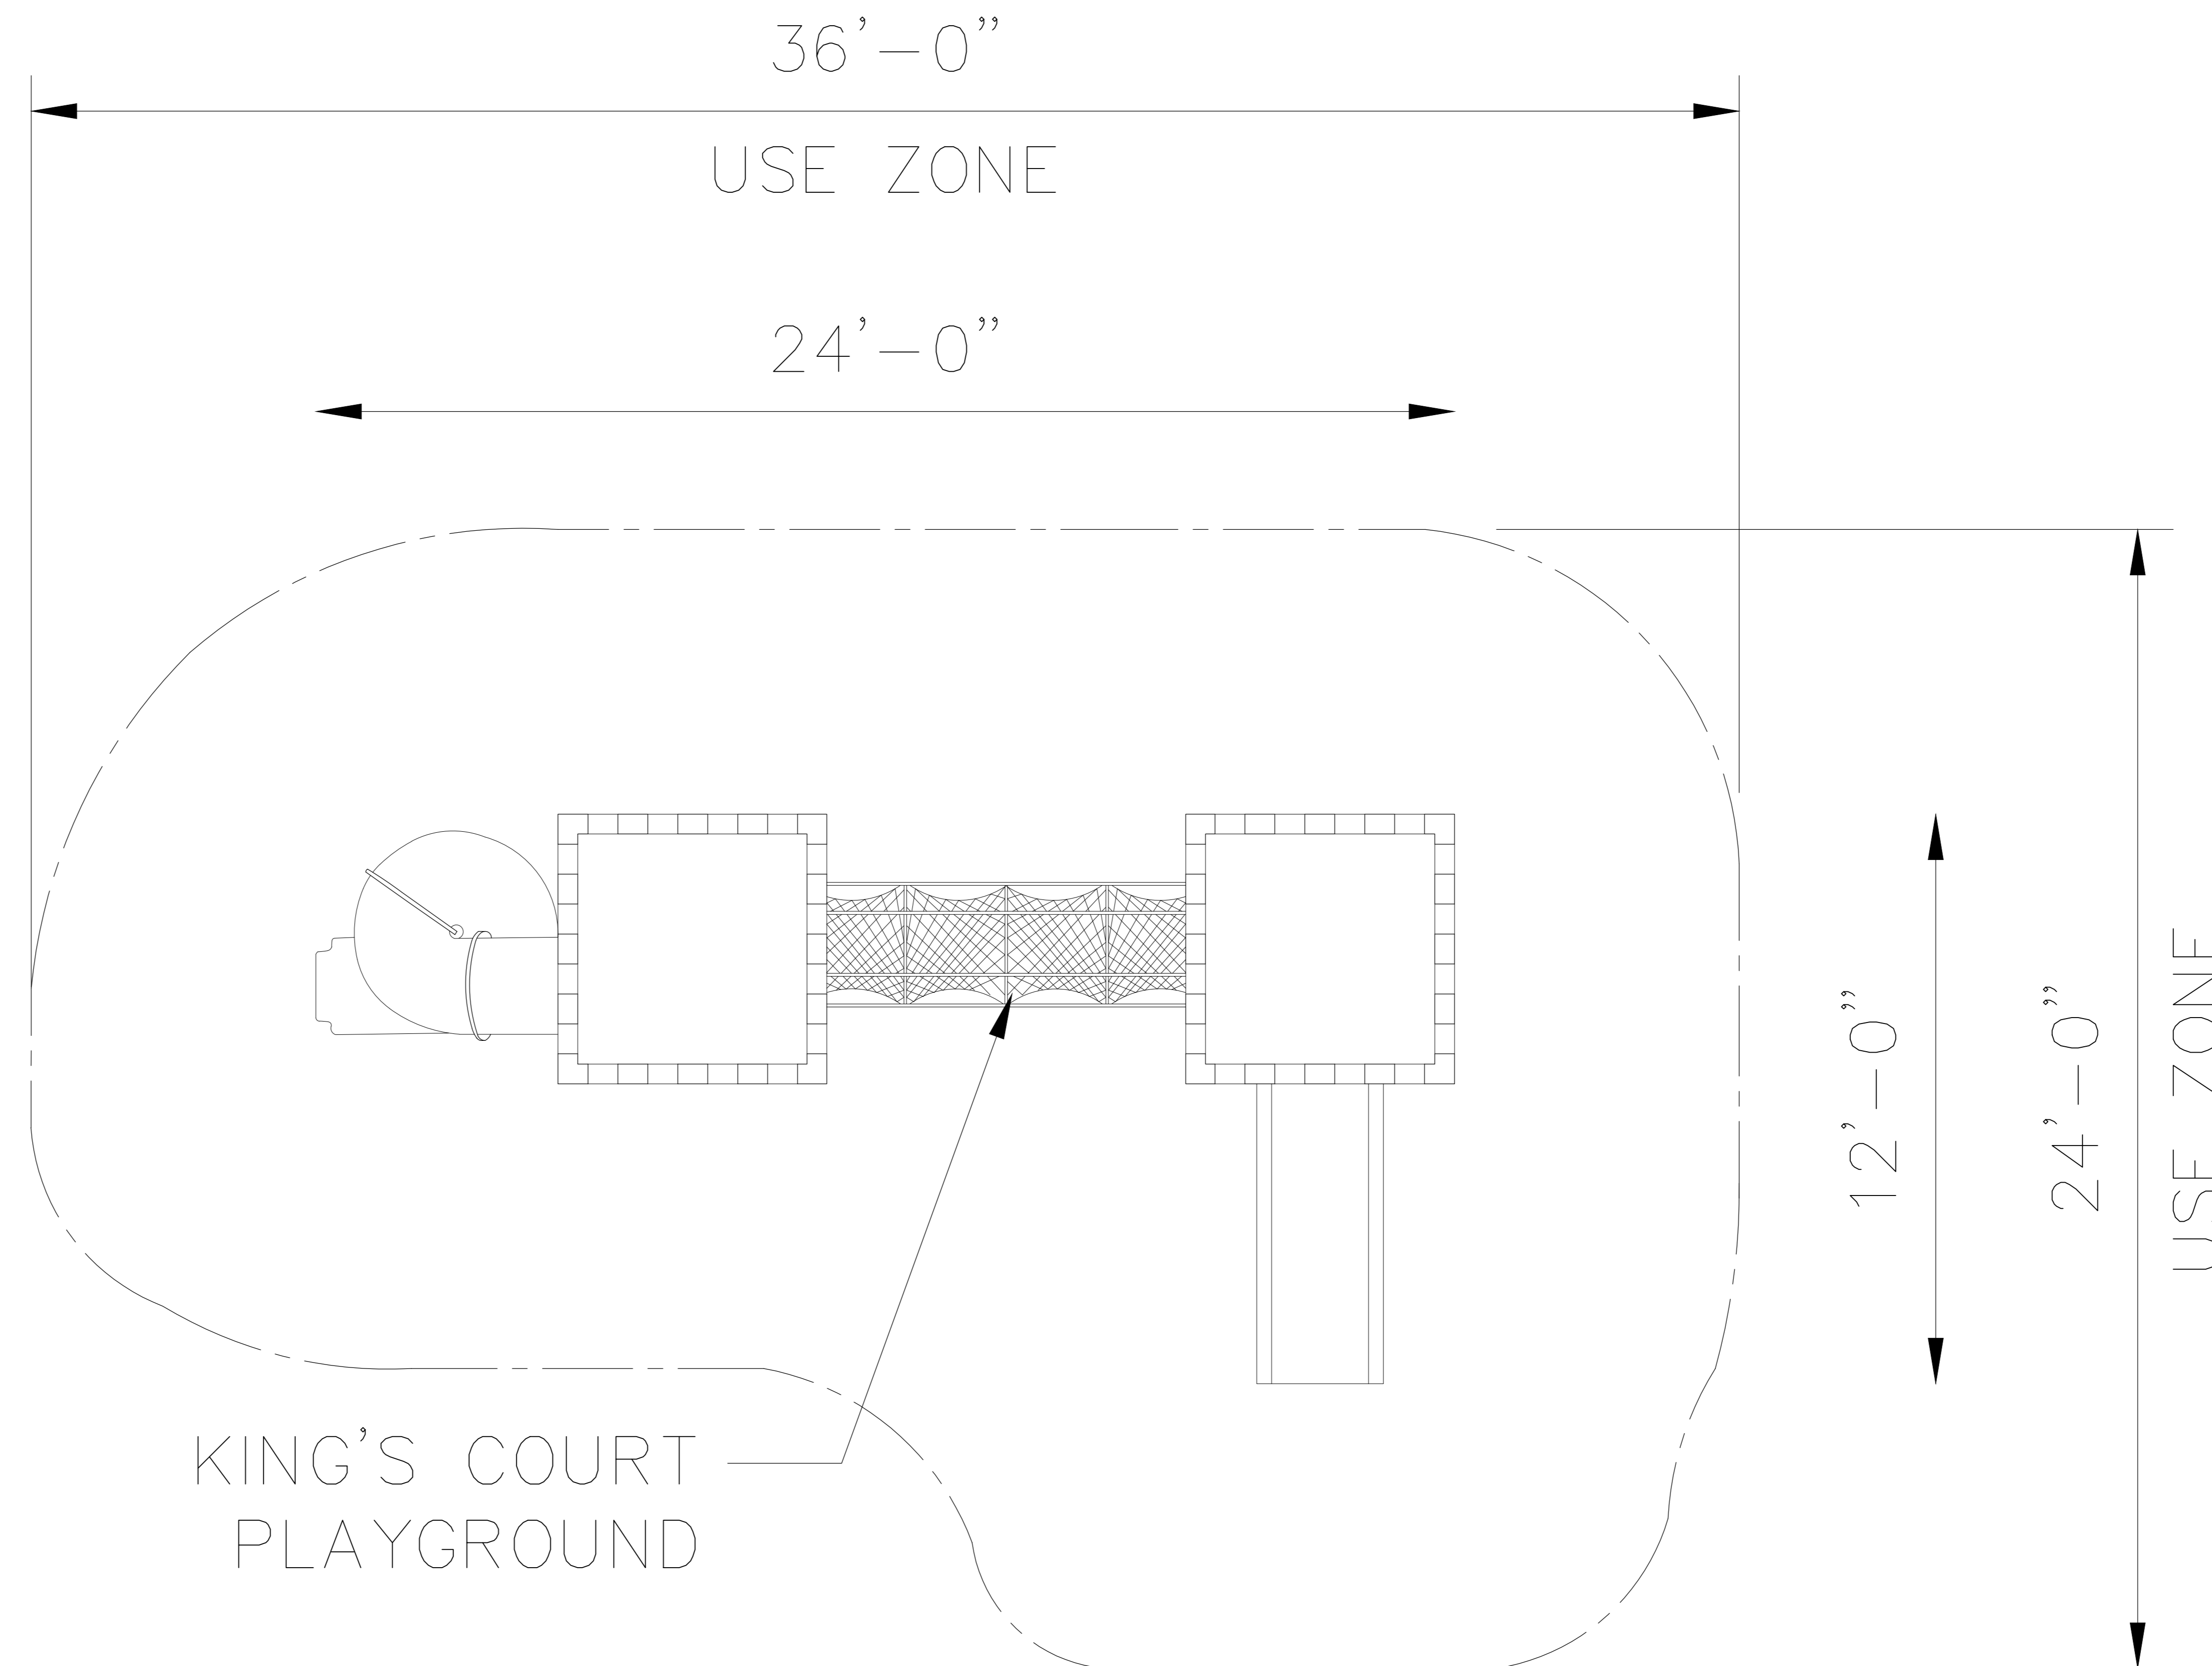 36'-0"
USE ZONE
24'-0"
12'-0"
24'-0"
USE ZONE
KING'S COURT
PLAYGROUND